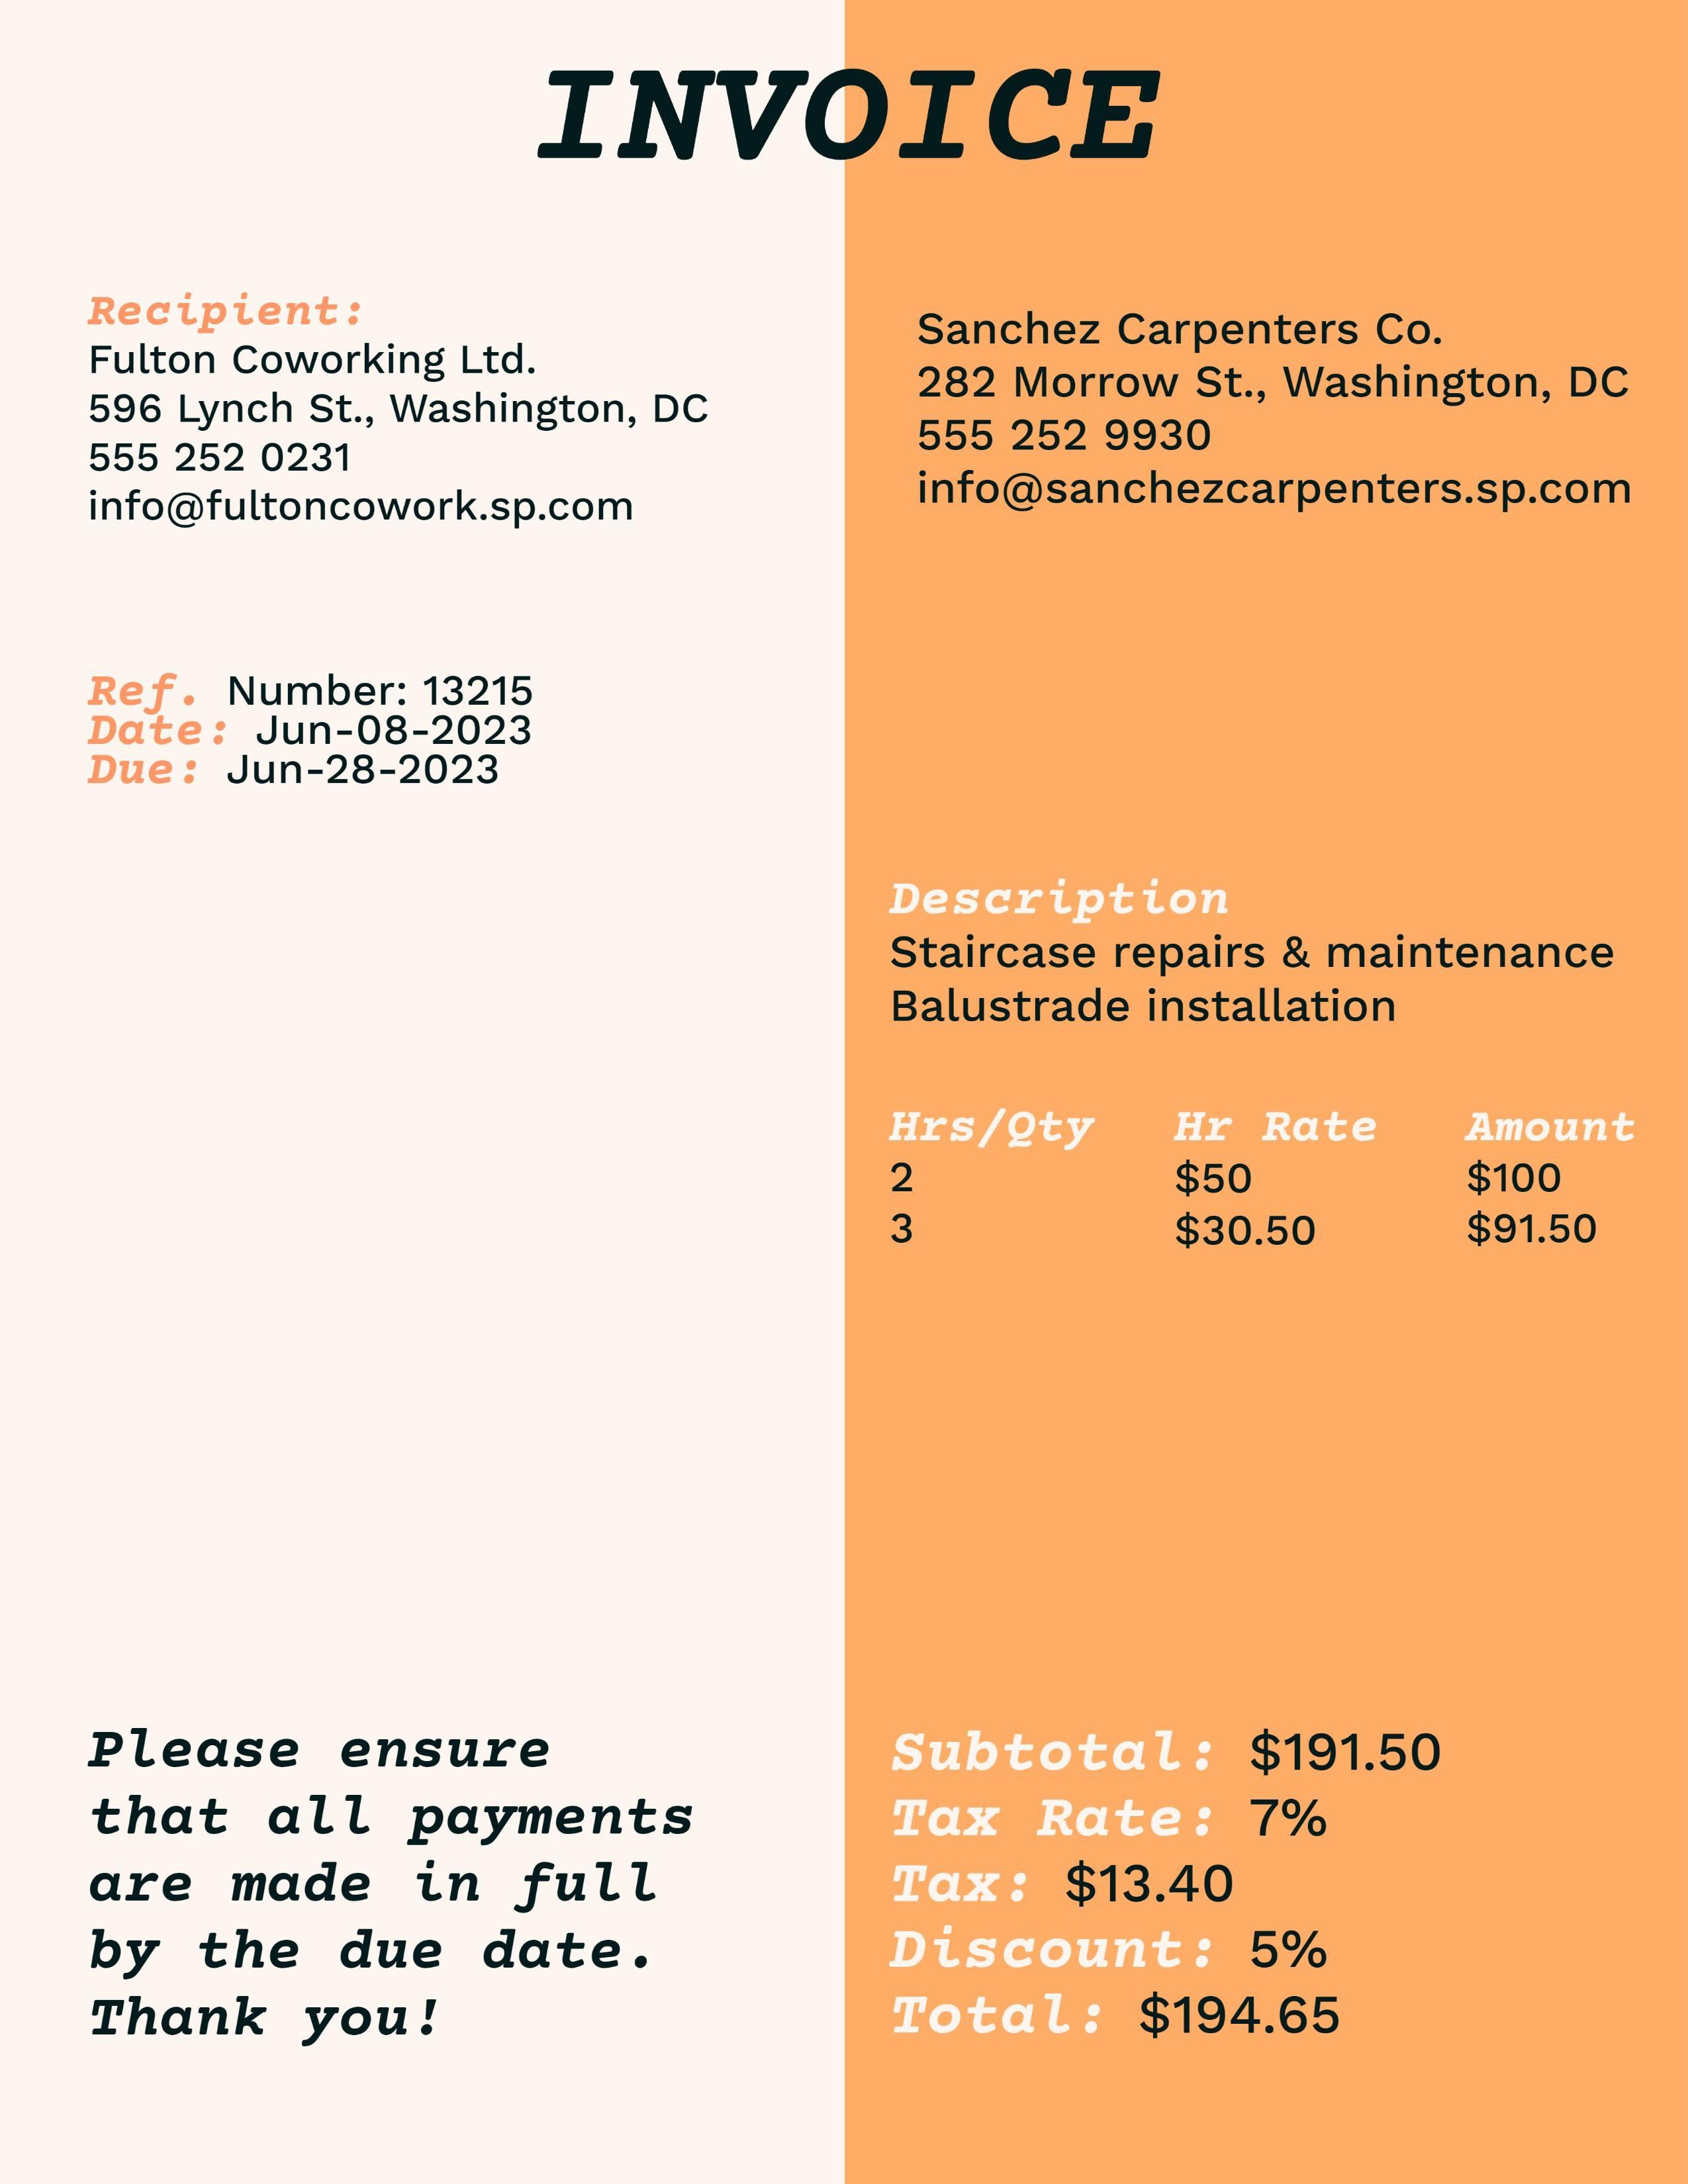 INVOICE
Recipient:
Fulton Coworking Ltd.
596 Lynch St., Washington, DC
555 252 0231
info@fultoncowork.sp.com
Sanchez Carpenters Co.
282 Morrow St., Washington, DC
555 252 9930
info@sanchezcarpenters.sp.com
Ref. Number: 13215
Date: Jun-08-2023
Due: Jun-28-2023
Description
Staircase repairs & maintenance
Balustrade installation
Hrs/Qty Hr Rate Amount
2 $50 $100
3 $30.50 $91.50
Please ensure
that all payments
are made in full
by the due date.
Thank you!
Subtotal: $191.50
Tax Rate: 7%
Tax: $13.40
Discount: 5%
Total: $194.65